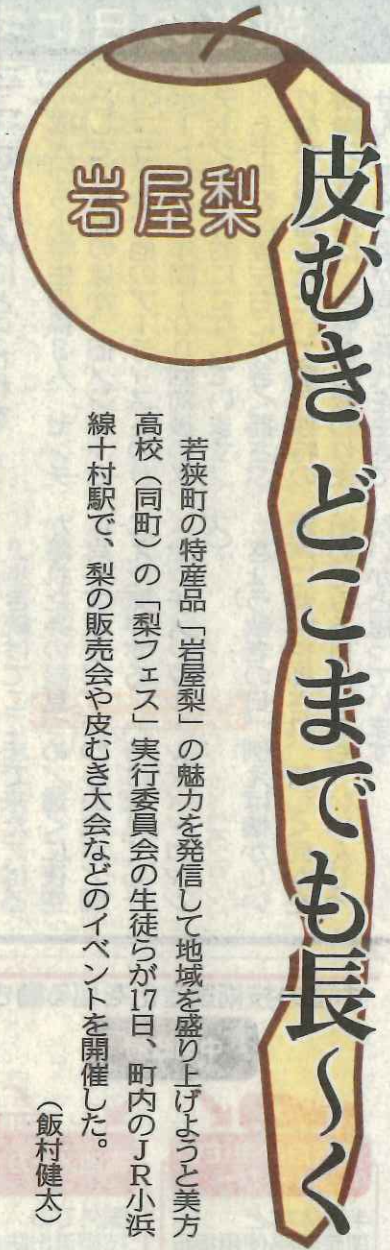 岩屋梨
皮むき どこまでも長～く
若狭町の特産品「岩屋梨」の魅力を発信して地域を盛り上げようと美方
高校（同町）の「梨フェス」実行委員会の生徒らが17日、町内のＪＲ小浜
線十村駅で、梨の販売会や皮むき大会などのイベントを開催した。
（飯村健太）